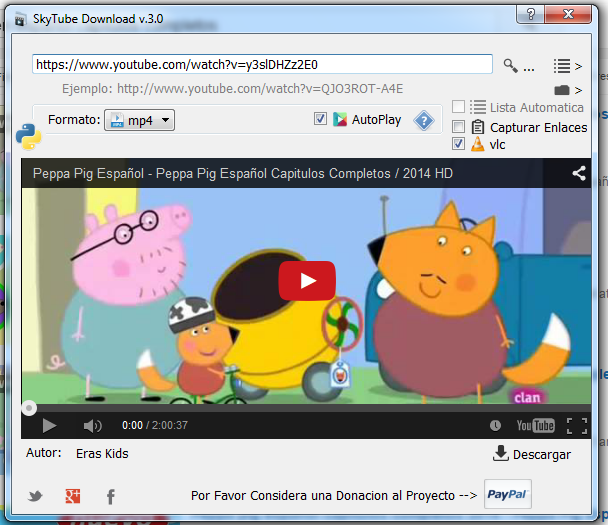 SkyTube Download v.3.0
https://www.youtube.com/watch?v=y3slDHZz2E0
... >
Ejemplo: http://www.youtube.com/watch?v=QJO3ROT-A4E >
Formato: mp4 AutoPlay ?
Lista Automatica
Capturar Enlaces
vlc
Peppa Pig Español - Peppa Pig Español Capitulos Completos / 2014 HD
clan
0:00 / 2:00:37 YouTube
Autor: Eras Kids Descargar
Por Favor Considera una Donacion al Proyecto --> PayPal